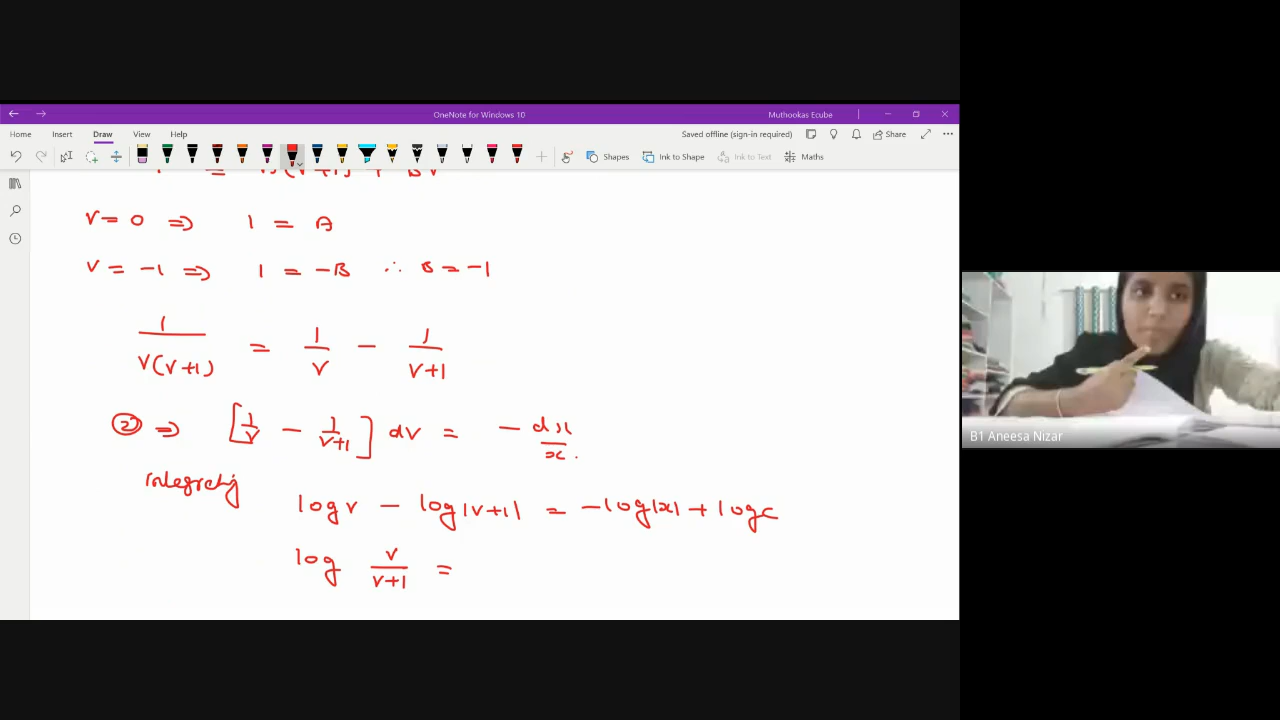 OneNote for Windows 10
Muthookas Ecube
Home Insert Draw View Help
Saved offline (sign-in required) Share
Shapes Ink to Shape Ink to Text Maths
v = 0 ⇒ 1 = A
v = -1 ⇒ 1 = -B ∴ B = -1
1/v(v+1) = 1/v - 1/v+1
② ⇒ [1/v - 1/v+1] dv = - dx/x.
integrating
log v - log|v+1| = -log|x| + log c
log v/v+1 =
B1 Aneesa Nizar